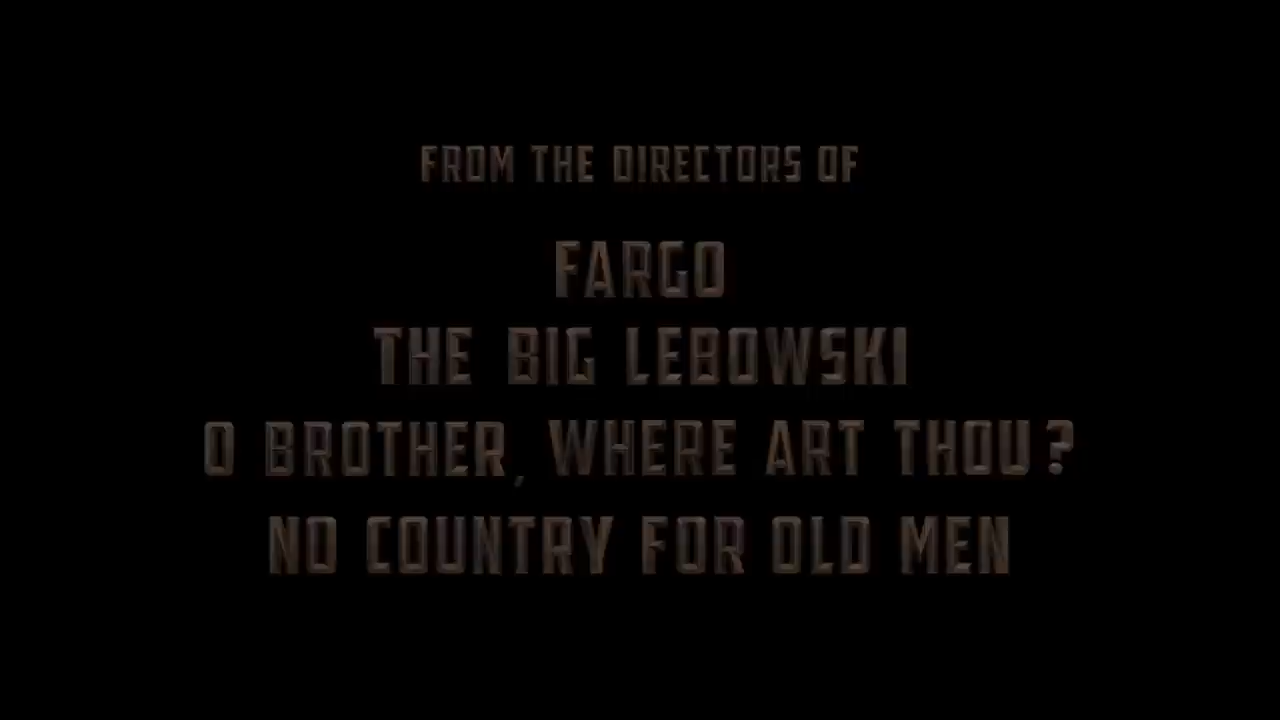 FROM THE DIRECTORS OF
FARGO
THE BIG LEBOWSKI
O BROTHER, WHERE ART THOU?
NO COUNTRY FOR OLD MEN